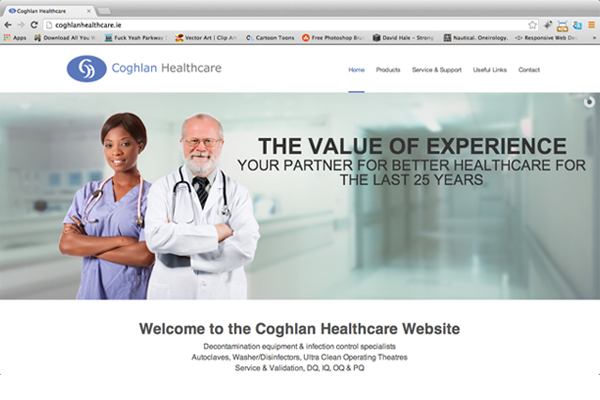 Coghlan Healthcare
coghlanhealthcare.ie
Apps Download All You W Fuck Yeah Parkway Vector Art | Clip Art Cartoon Toons Free Photoshop Brus David Hale – Strong Nautical. Oneirology. Responsive Web De
Coghlan Healthcare
Home Products Service & Support Useful Links Contact
THE VALUE OF EXPERIENCE
YOUR PARTNER FOR BETTER HEALTHCARE FOR
THE LAST 25 YEARS
Welcome to the Coghlan Healthcare Website
Decontamination equipment & infection control specialists
Autoclaves, Washer/Disinfectors, Ultra Clean Operating Theatres
Service & Validation, DQ, IQ, OQ & PQ